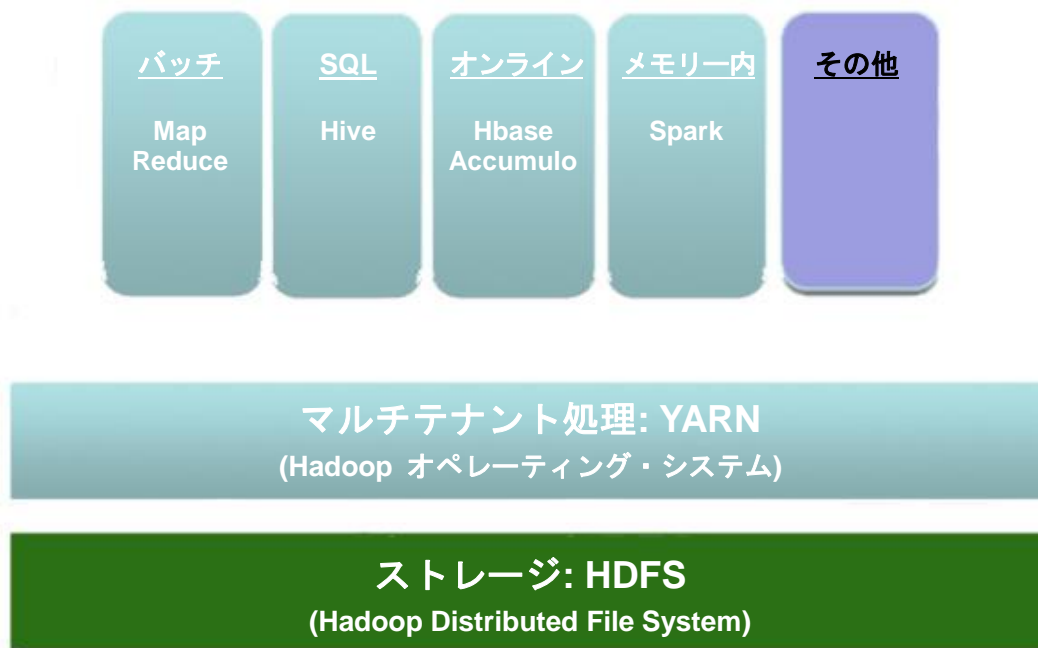 バッチ
Map
Reduce
SQL
Hive
オンライン
Hbase
Accumulo
メモリー内
Spark
その他
マルチテナント処理: YARN
(Hadoop オペレーティング・システム)
ストレージ: HDFS
(Hadoop Distributed File System)